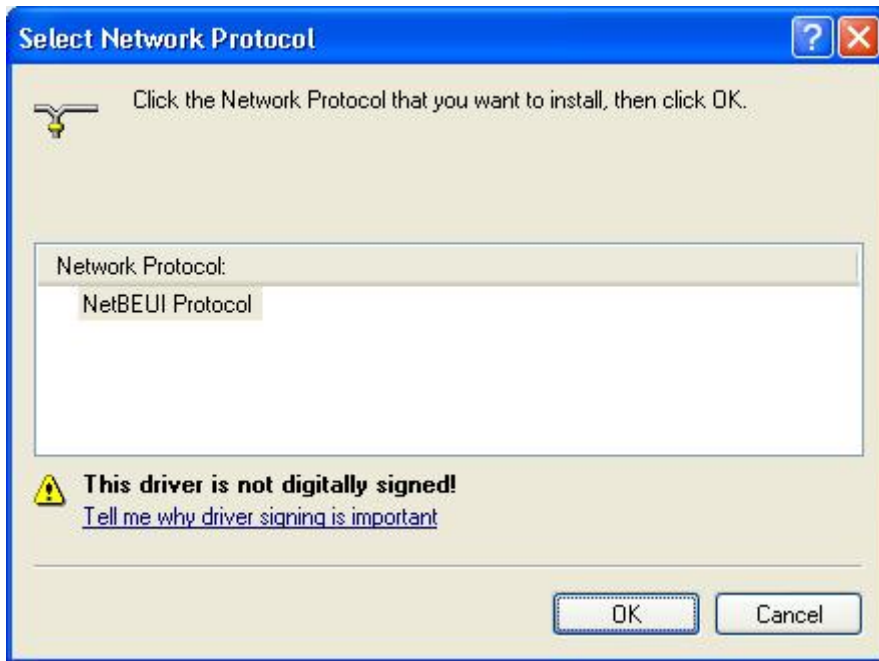 Select Network Protocol
Click the Network Protocol that you want to install, then click OK.
Network Protocol:
NetBEUI Protocol
This driver is not digitally signed!
Tell me why driver signing is important
OK Cancel